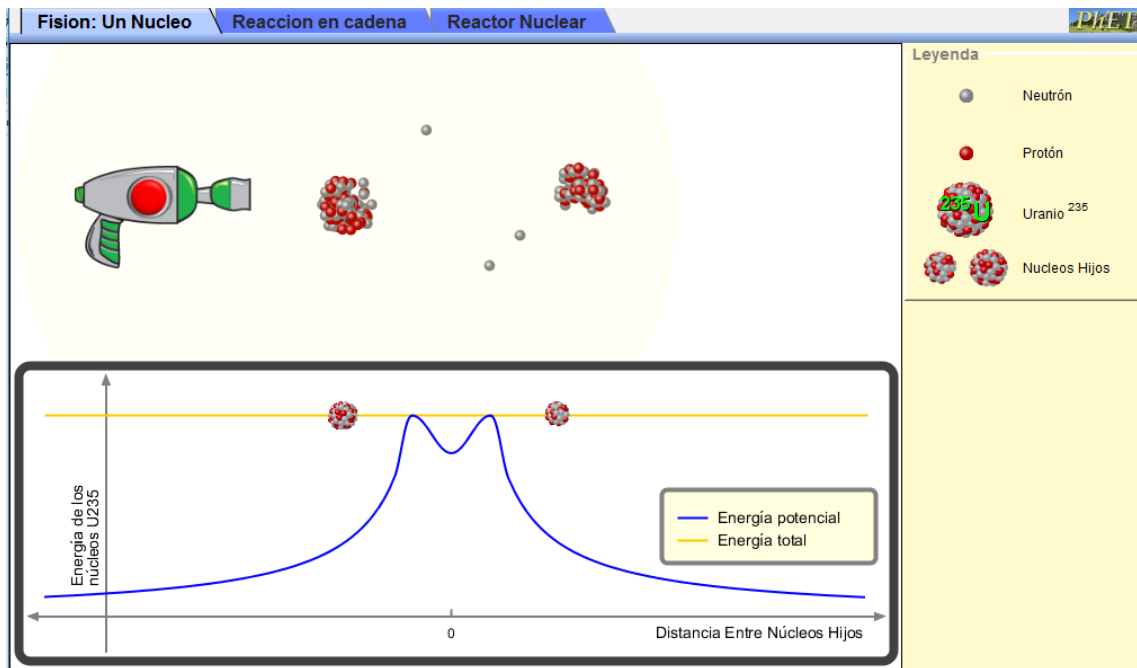 Fision: Un Nucleo
Reaccion en cadena
Reactor Nuclear
PhET
Leyenda
Neutrón
Protón
235U
Uranio 235
Nucleos Hijos
Energía de los
núcleos U235
Energía potencial
Energía total
0
Distancia Entre Núcleos Hijos